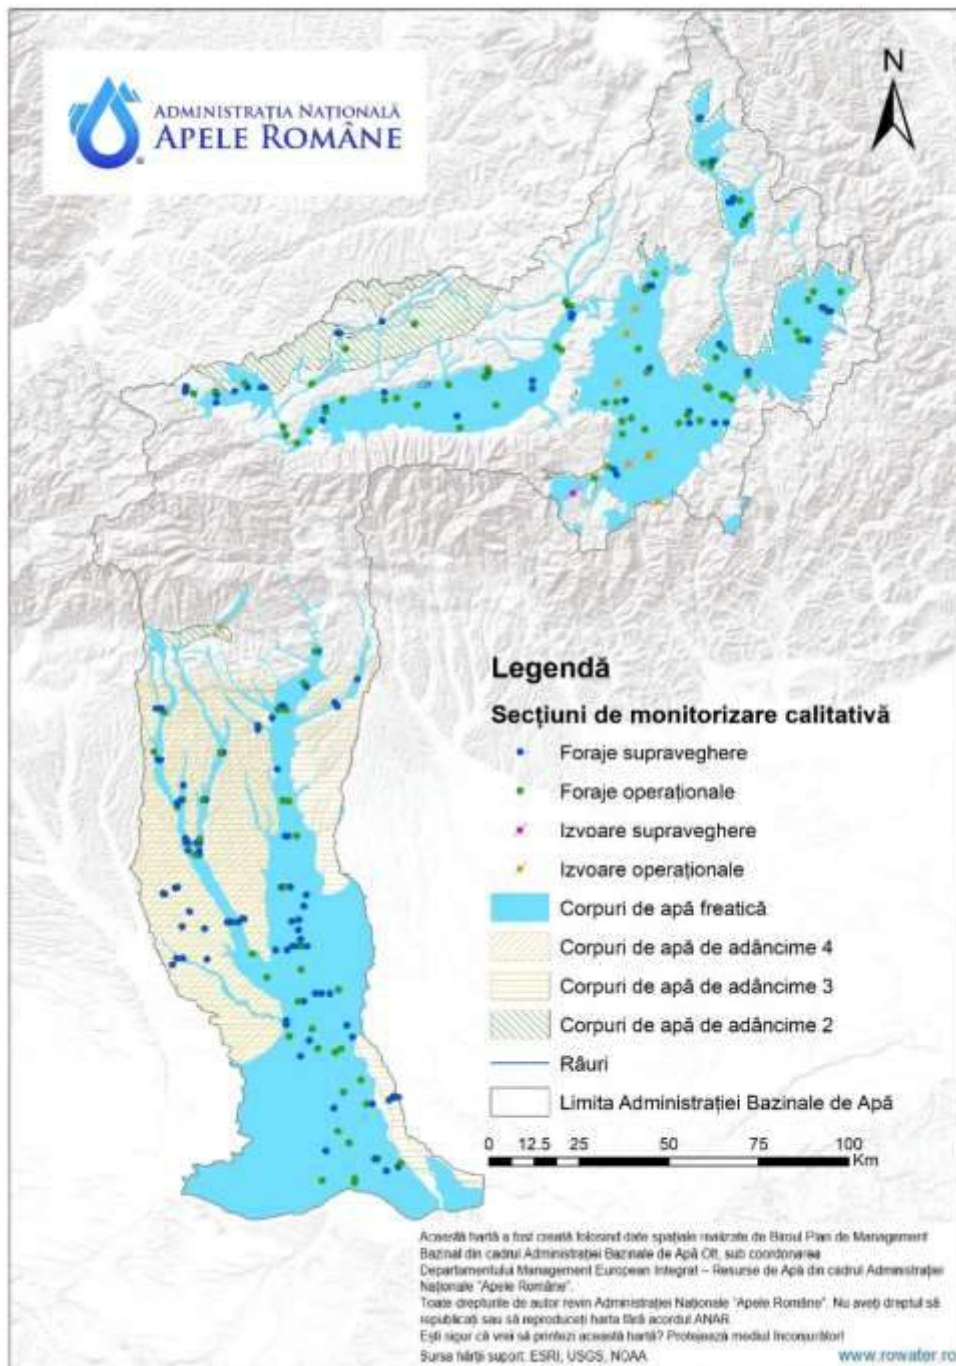 ADMINISTRAȚIA NAȚIONALĂ
APELE ROMÂNE
N
Legendă
Secțiuni de monitorizare calitativă
Foraje supraveghere
Foraje operaționale
Izvoare supraveghere
Izvoare operaționale
Corpuri de apă freatică
Corpuri de apă de adâncime 4
Corpuri de apă de adâncime 3
Corpuri de apă de adâncime 2
Râuri
Limita Administrației Bazinale de Apă
0 12.5 25 50 75 100
Km
Această hartă a fost creată folosind date spațiale realizate de Biroul Plan de Management
Bazinal din cadrul Administrației Bazinale de Apă Olt, sub coordonarea
Departamentului Management European Integrat – Resurse de Apă din cadrul Administrației
Naționale "Apele Române".
Toate drepturile de autor revin Administrației Naționale "Apele Române". Nu aveți dreptul să
republicați sau să reproduceți harta fără acordul ANAR
Ești sigur că vrei să printezi această hartă? Protejează mediul înconjurător!
Sursa hărții suport: ESRI, USGS, NOAA
www.rowater.ro